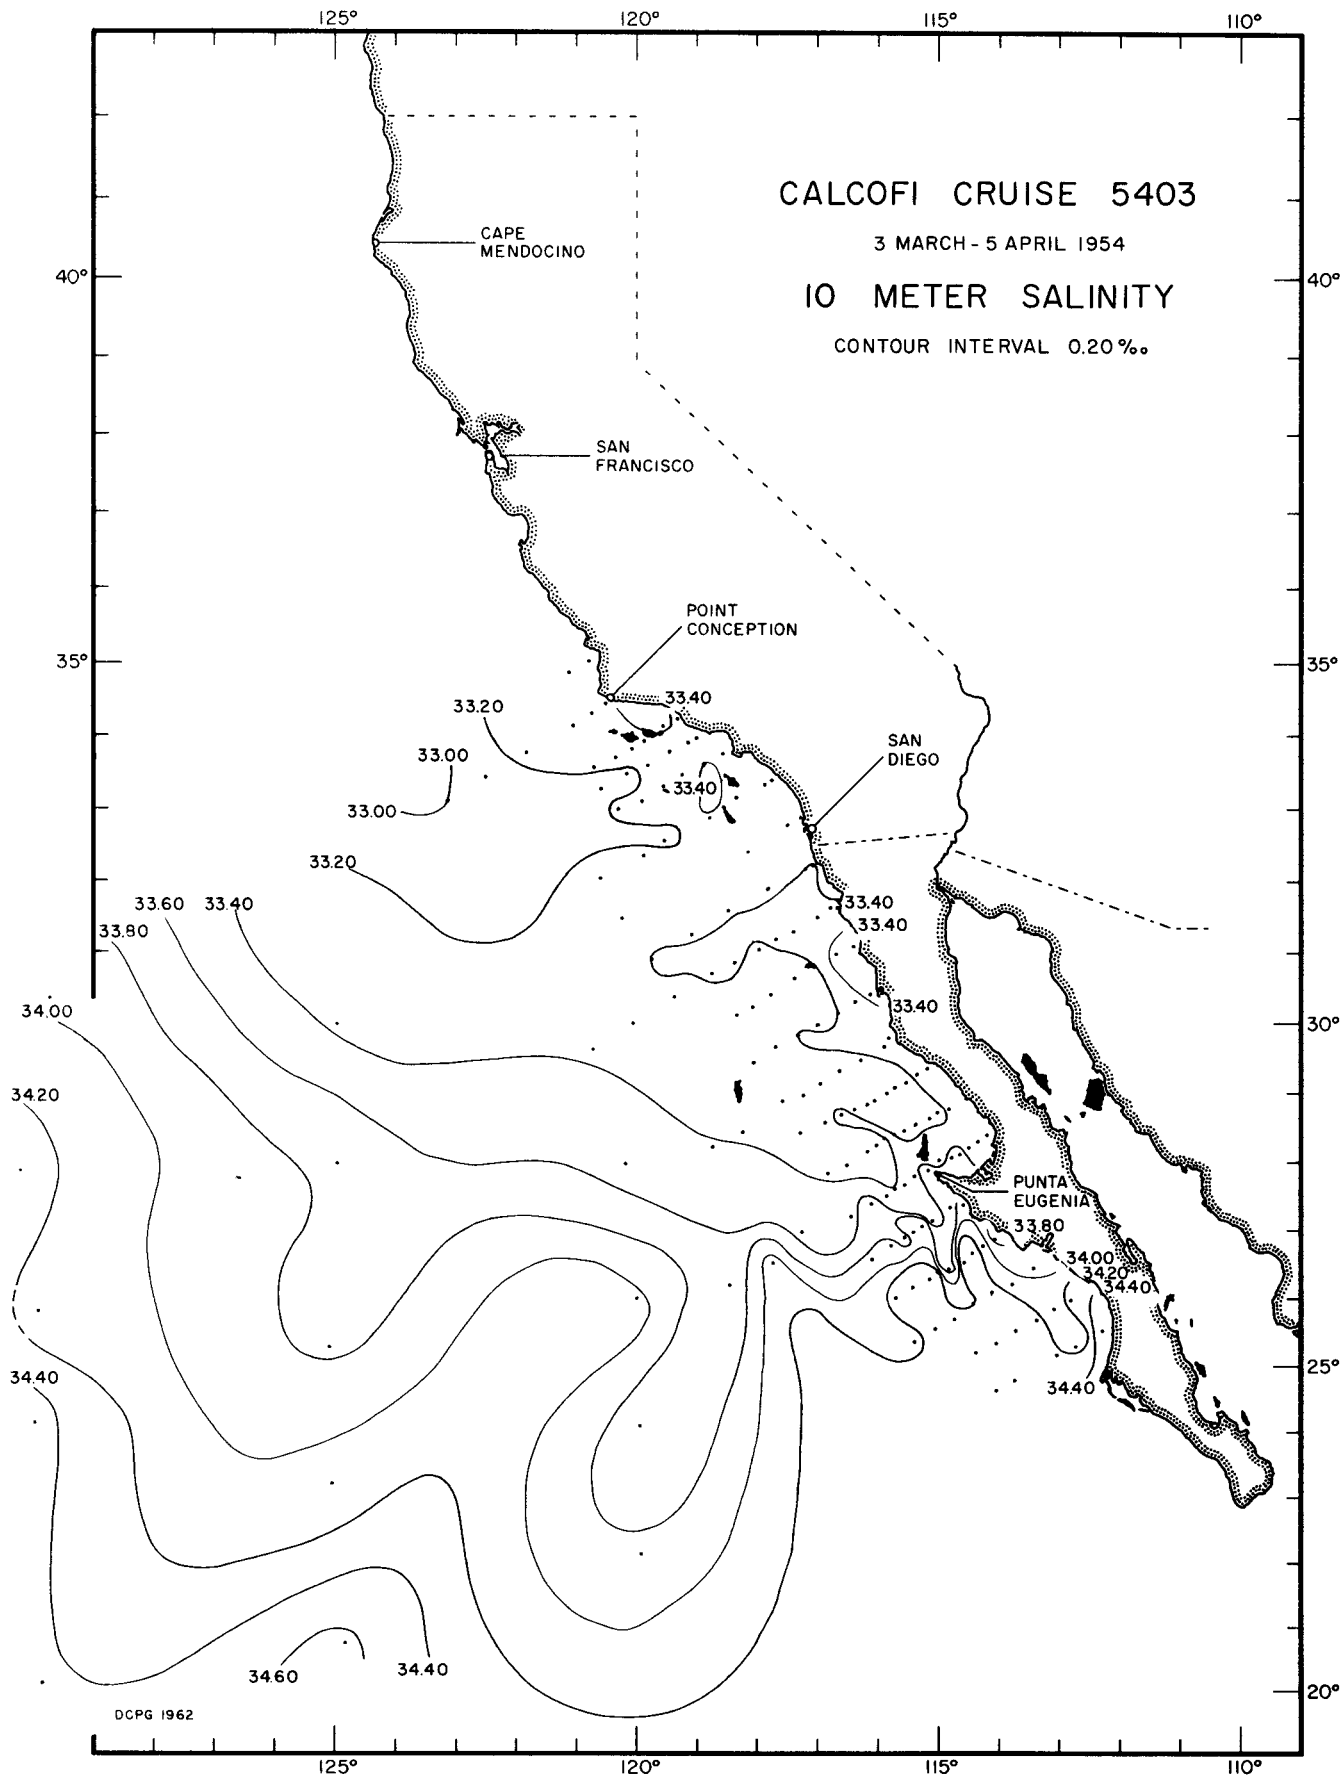 125° 120° 115° 110°
CALCOFI CRUISE 5403
3 MARCH - 5 APRIL 1954
10 METER SALINITY
CONTOUR INTERVAL 0.20 ‰
CAPE
MENDOCINO
40° 40°
SAN
FRANCISCO
POINT
CONCEPTION
35° 35°
33.40
33.20
SAN
DIEGO
33.00
33.40
33.00
33.20
33.60 33.40
33.40
33.40
33.80
33.40
34.00
30°
34.20
PUNTA
EUGENIA
33.80
34.00
34.20
34.40
25°
34.40
34.40
34.60
34.40
20°
DCPG 1962
125° 120° 115° 110°